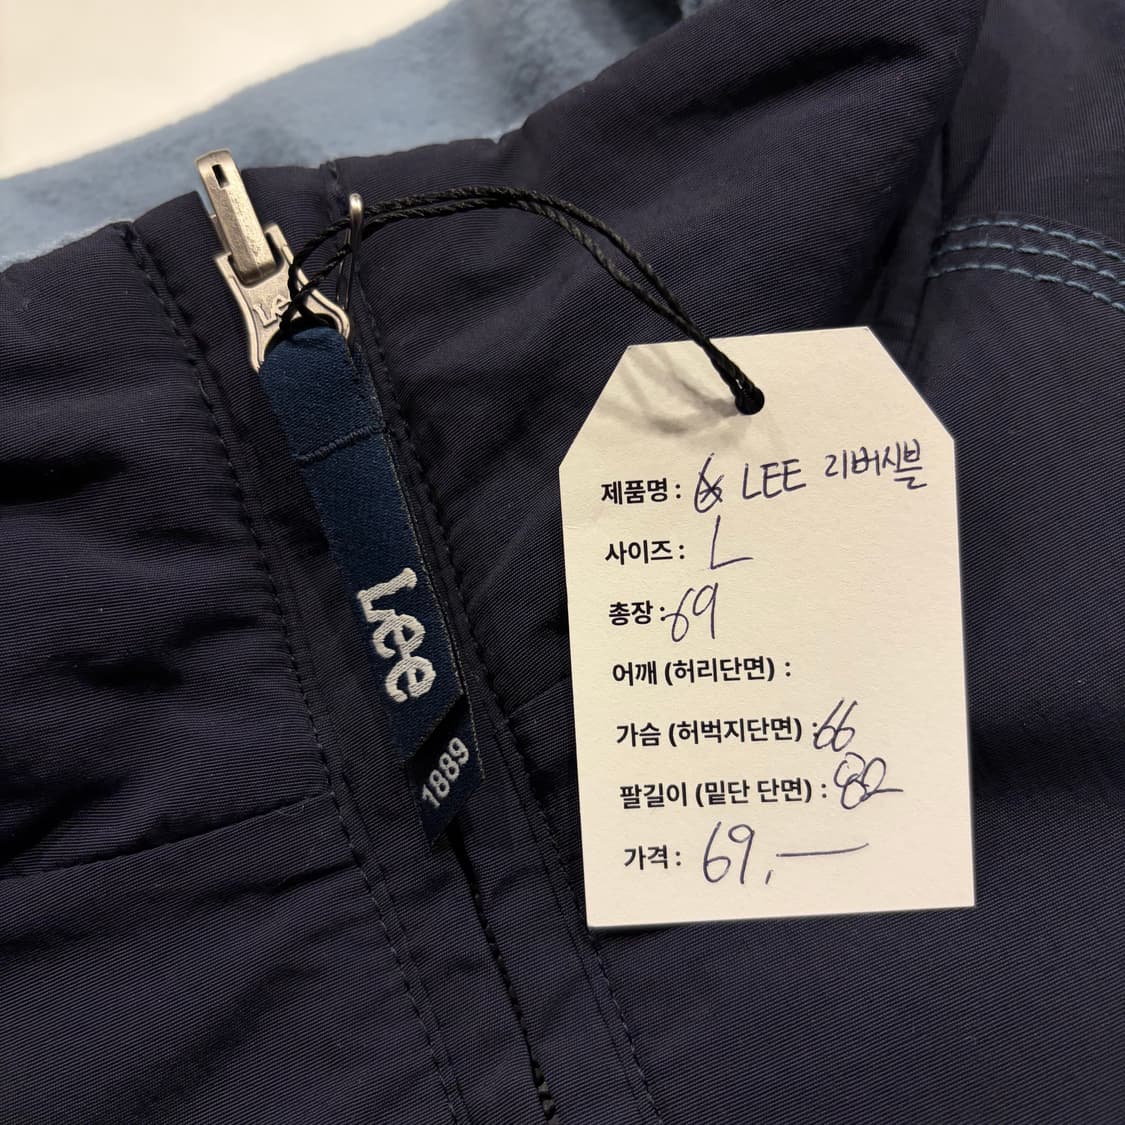 Lee
Lee
1889
제품명 : LEE 리버시블
사이즈 : L
총장 : 69
어깨 (허리단면) :
가슴 (허벅지단면) : 66
팔길이 (밑단 단면) : 82
가격 : 69,—